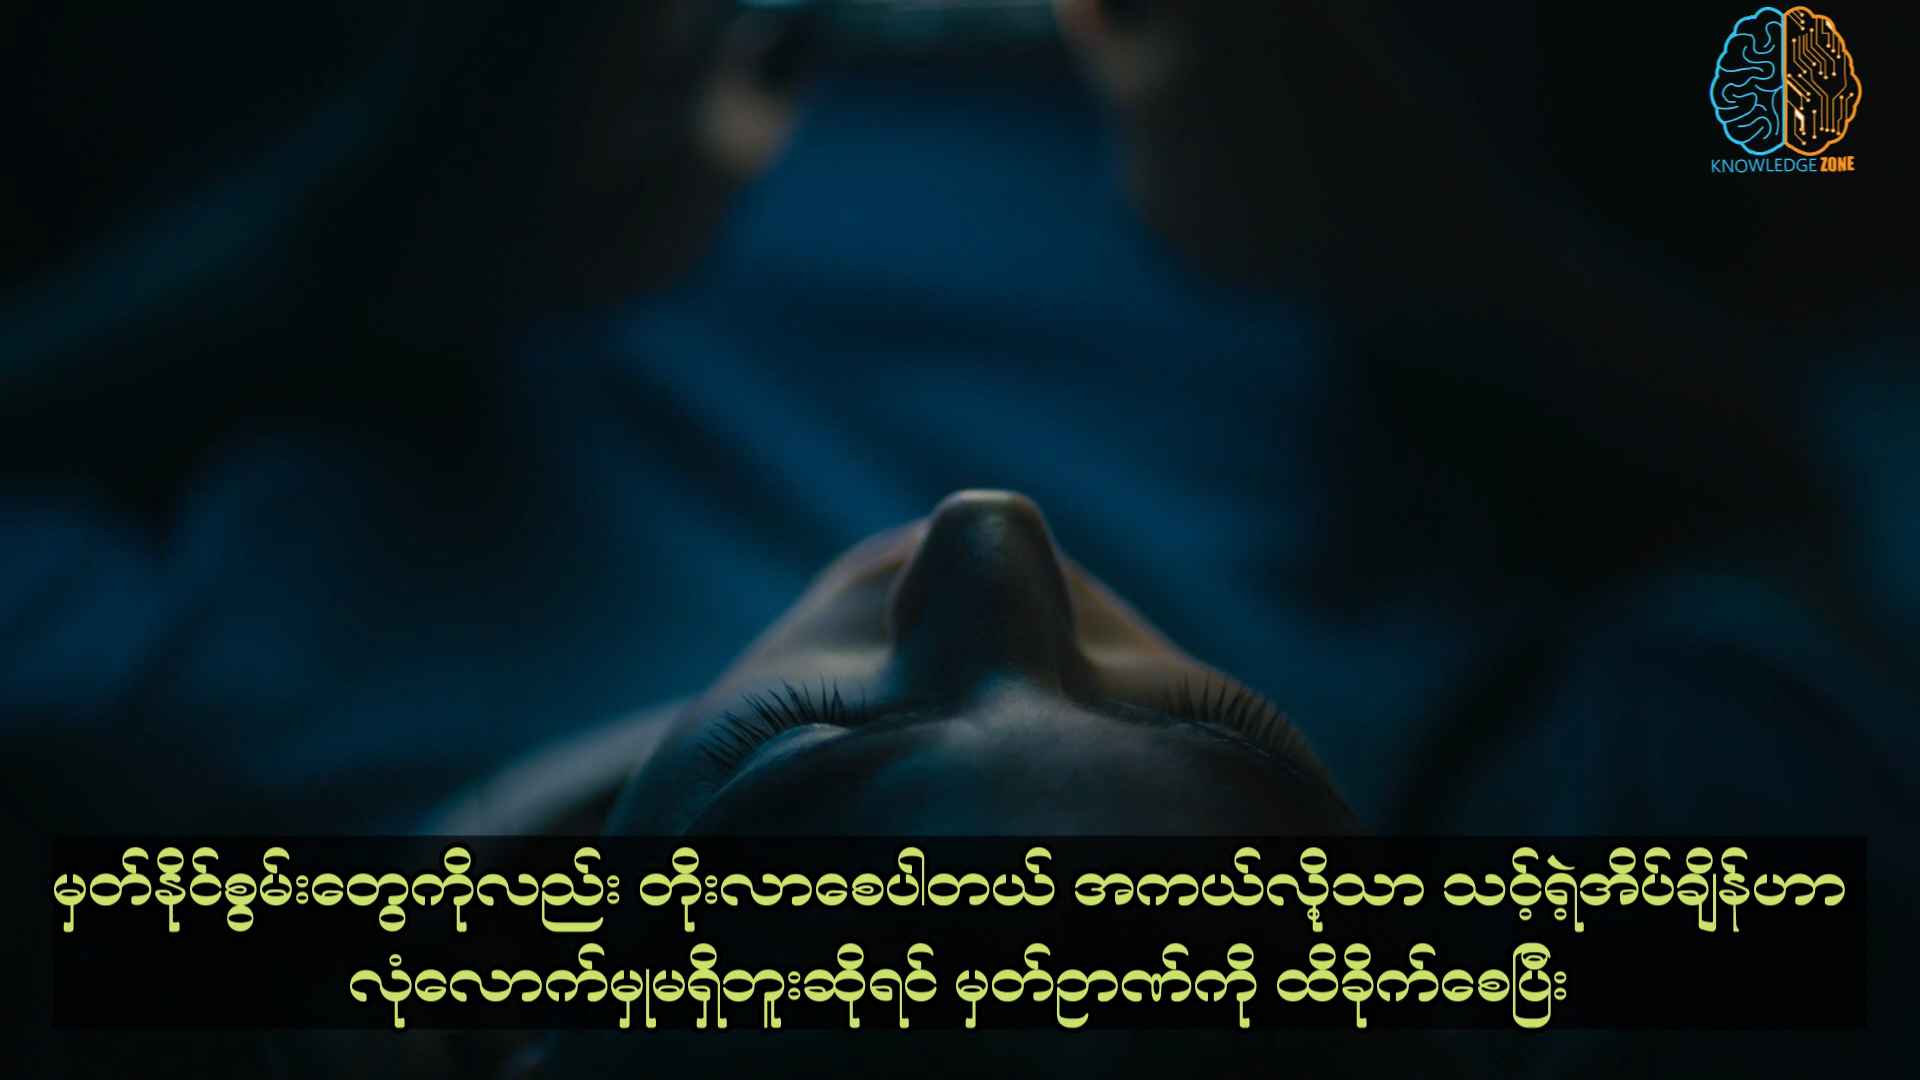 KNOWLEDGE ZONE
မှတ်နိုင်စွမ်းတွေကိုလည်း တိုးလာစေပါတယ် အကယ်လို့သာ သင့်ရဲ့အိပ်ချိန်ဟာ
လုံလောက်မှုမရှိဘူးဆိုရင် မှတ်ဥာဏ်ကို ထိခိုက်စေပြီး